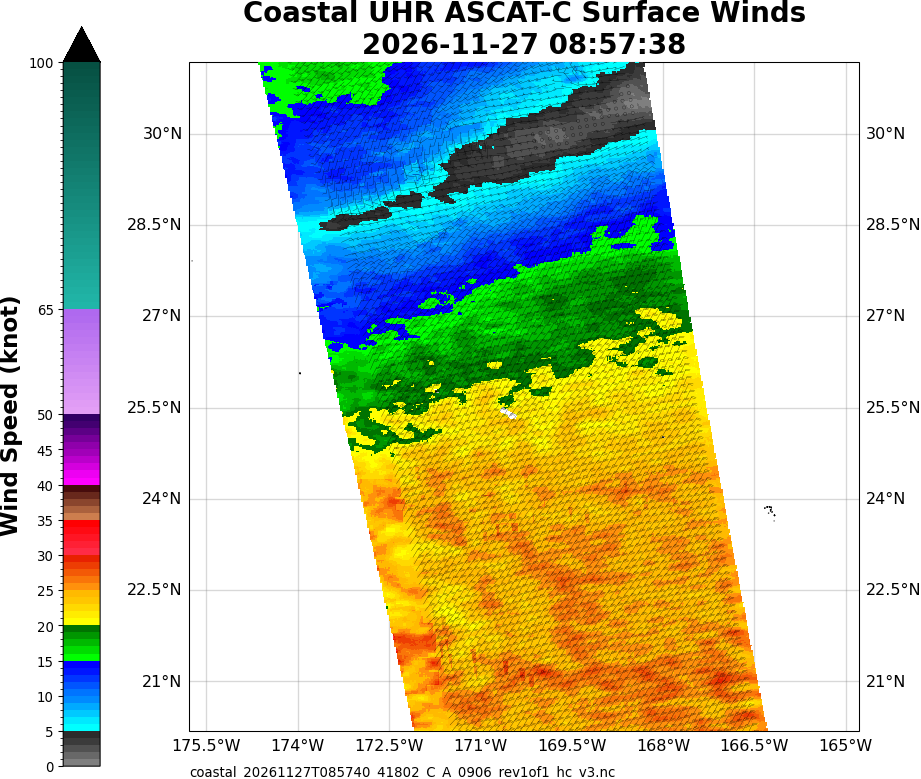 Coastal UHR ASCAT-C Surface Winds
2026-11-27 08:57:38
Wind Speed (knot)
100
65
50
45
40
35
30
25
20
15
10
5
0
30°N
28.5°N
27°N
25.5°N
24°N
22.5°N
21°N
30°N
28.5°N
27°N
25.5°N
24°N
22.5°N
21°N
175.5°W 174°W 172.5°W 171°W 169.5°W 168°W 166.5°W 165°W
coastal_20261127T085740_41802_C_A_0906_rev1of1_hc_v3.nc